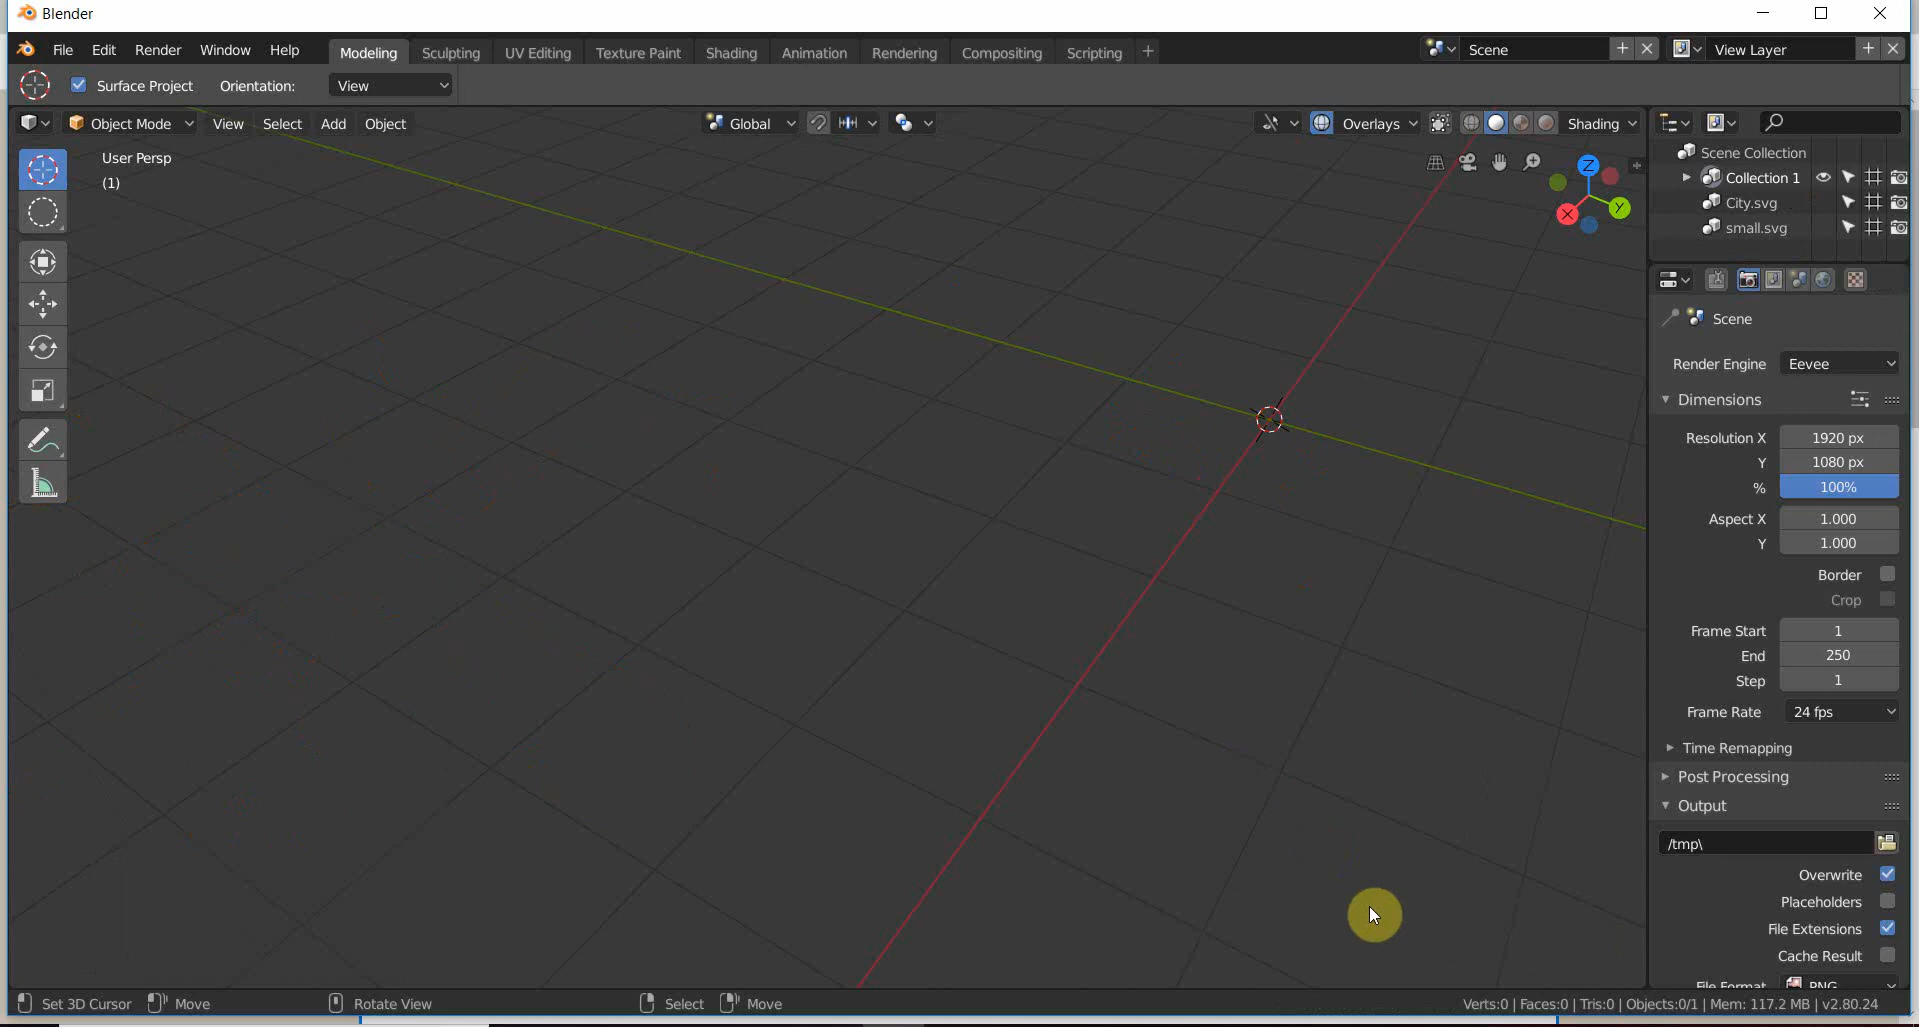 Blender
File Edit Render Window Help Modeling Sculpting UV Editing Texture Paint Shading Animation Rendering Compositing Scripting + Scene View Layer
Surface Project Orientation: View
Object Mode View Select Add Object Global Overlays Shading
User Persp
(1)
Z
Y
X
Scene Collection
Collection 1
City.svg
small.svg
Scene
Render Engine Eevee
Dimensions
Resolution X 1920 px
Y 1080 px
% 100%
Aspect X 1.000
Y 1.000
Border
Crop
Frame Start 1
End 250
Step 1
Frame Rate 24 fps
Time Remapping
Post Processing
Output
/tmp\
Overwrite
Placeholders
File Extensions
Cache Result
File Format PNG
Set 3D Cursor Move Rotate View Select Move Verts:0 | Faces:0 | Tris:0 | Objects:0/1 | Mem: 117.2 MB | v2.80.24